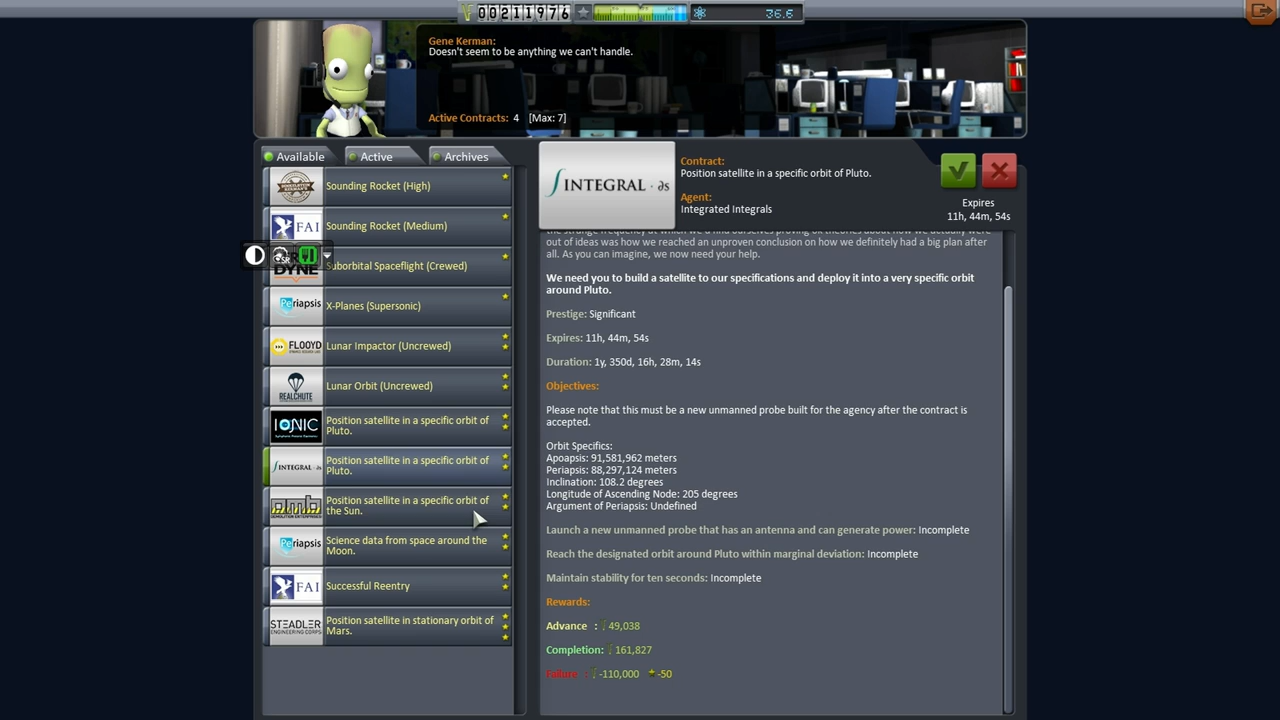 00211976
36.6
Gene Kerman:
Doesn't seem to be anything we can't handle.
Active Contracts: 4 [Max: 7]
Available
Active
Archives
Sounding Rocket (High)
FAI
Sounding Rocket (Medium)
DYNE
Suborbital Spaceflight (Crewed)
Periapsis
X-Planes (Supersonic)
FLOOYD
Lunar Impactor (Uncrewed)
REALCHUTE
Lunar Orbit (Uncrewed)
IONIC
Position satellite in a specific orbit of
Pluto.
INTEGRAL · ∂s
Position satellite in a specific orbit of
Pluto.
Position satellite in a specific orbit of
the Sun.
Periapsis
Science data from space around the
Moon.
FAI
Successful Reentry
STEADLER
ENGINEERING CORPS
Position satellite in stationary orbit of
Mars.
∫INTEGRAL · ∂s
Contract:
Position satellite in a specific orbit of Pluto.
Agent:
Integrated Integrals
Expires
11h, 44m, 54s
out of ideas was how we reached an unproven conclusion on how we definitely had a big plan after
all. As you can imagine, we now need your help.
We need you to build a satellite to our specifications and deploy it into a very specific orbit
around Pluto.
Prestige: Significant
Expires: 11h, 44m, 54s
Duration: 1y, 350d, 16h, 28m, 14s
Objectives:
Please note that this must be a new unmanned probe built for the agency after the contract is
accepted.
Orbit Specifics:
Apoapsis: 91,581,962 meters
Periapsis: 88,297,124 meters
Inclination: 108.2 degrees
Longitude of Ascending Node: 205 degrees
Argument of Periapsis: Undefined
Launch a new unmanned probe that has an antenna and can generate power: Incomplete
Reach the designated orbit around Pluto within marginal deviation: Incomplete
Maintain stability for ten seconds: Incomplete
Rewards:
Advance : 49,038
Completion: 161,827
Failure : -110,000 -50